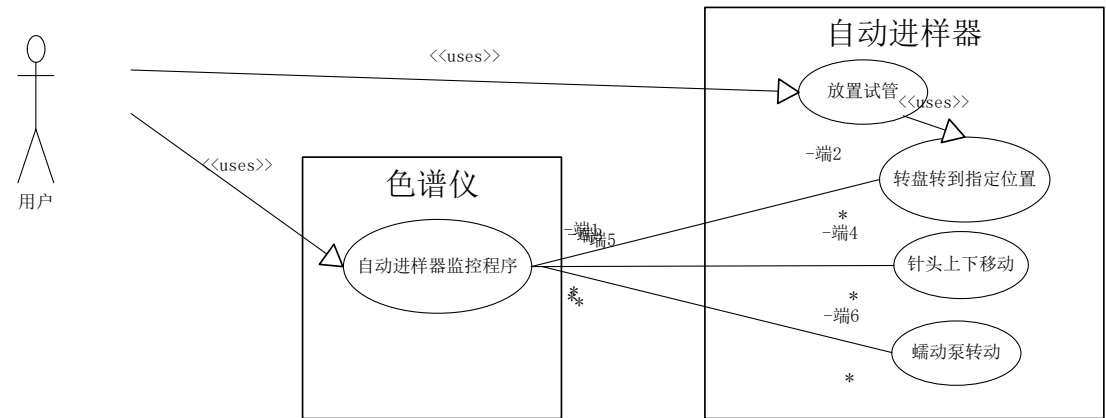 自动进样器
<<uses>>
放置试管
<<uses>>
-端2
<<uses>>
色谱仪
转盘转到指定位置
用户
*
-端5
-端4
自动进样器监控程序
针头上下移动
*
*
*
*
-端6
蠕动泵转动
*